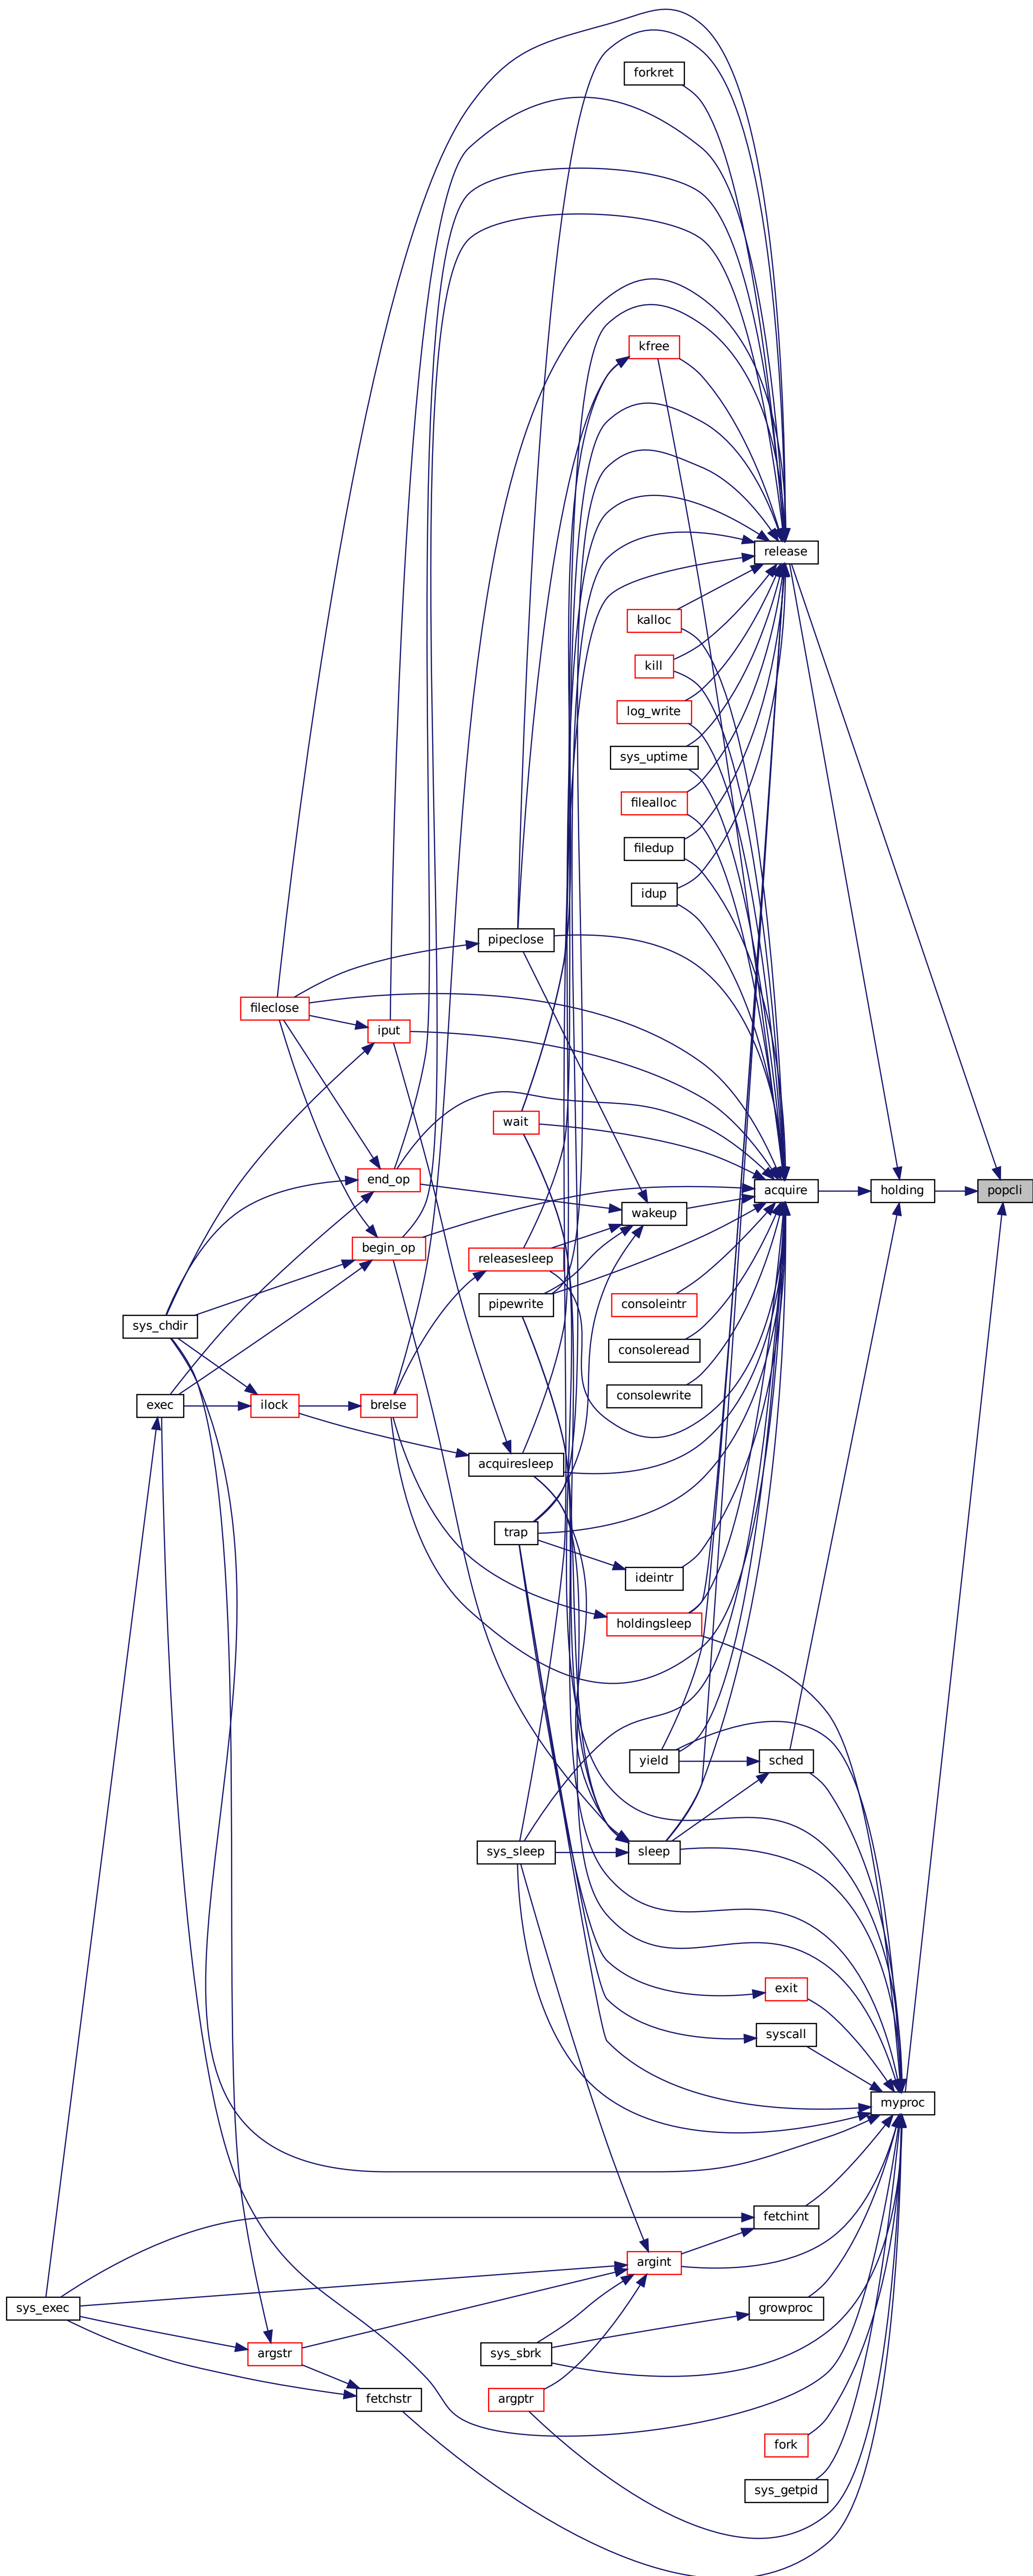 forkret
kfree
release
kalloc
kill
log_write
sys_uptime
filealloc
filedup
idup
pipeclose
fileclose
iput
wait
end_op
acquire
holding
popcli
wakeup
begin_op
releasesleep
pipewrite
consoleintr
sys_chdir
consoleread
consolewrite
exec
ilock
brelse
acquiresleep
trap
ideintr
holdingsleep
yield
sched
sys_sleep
sleep
exit
syscall
myproc
fetchint
argint
sys_exec
growproc
argstr
sys_sbrk
fetchstr
argptr
fork
sys_getpid